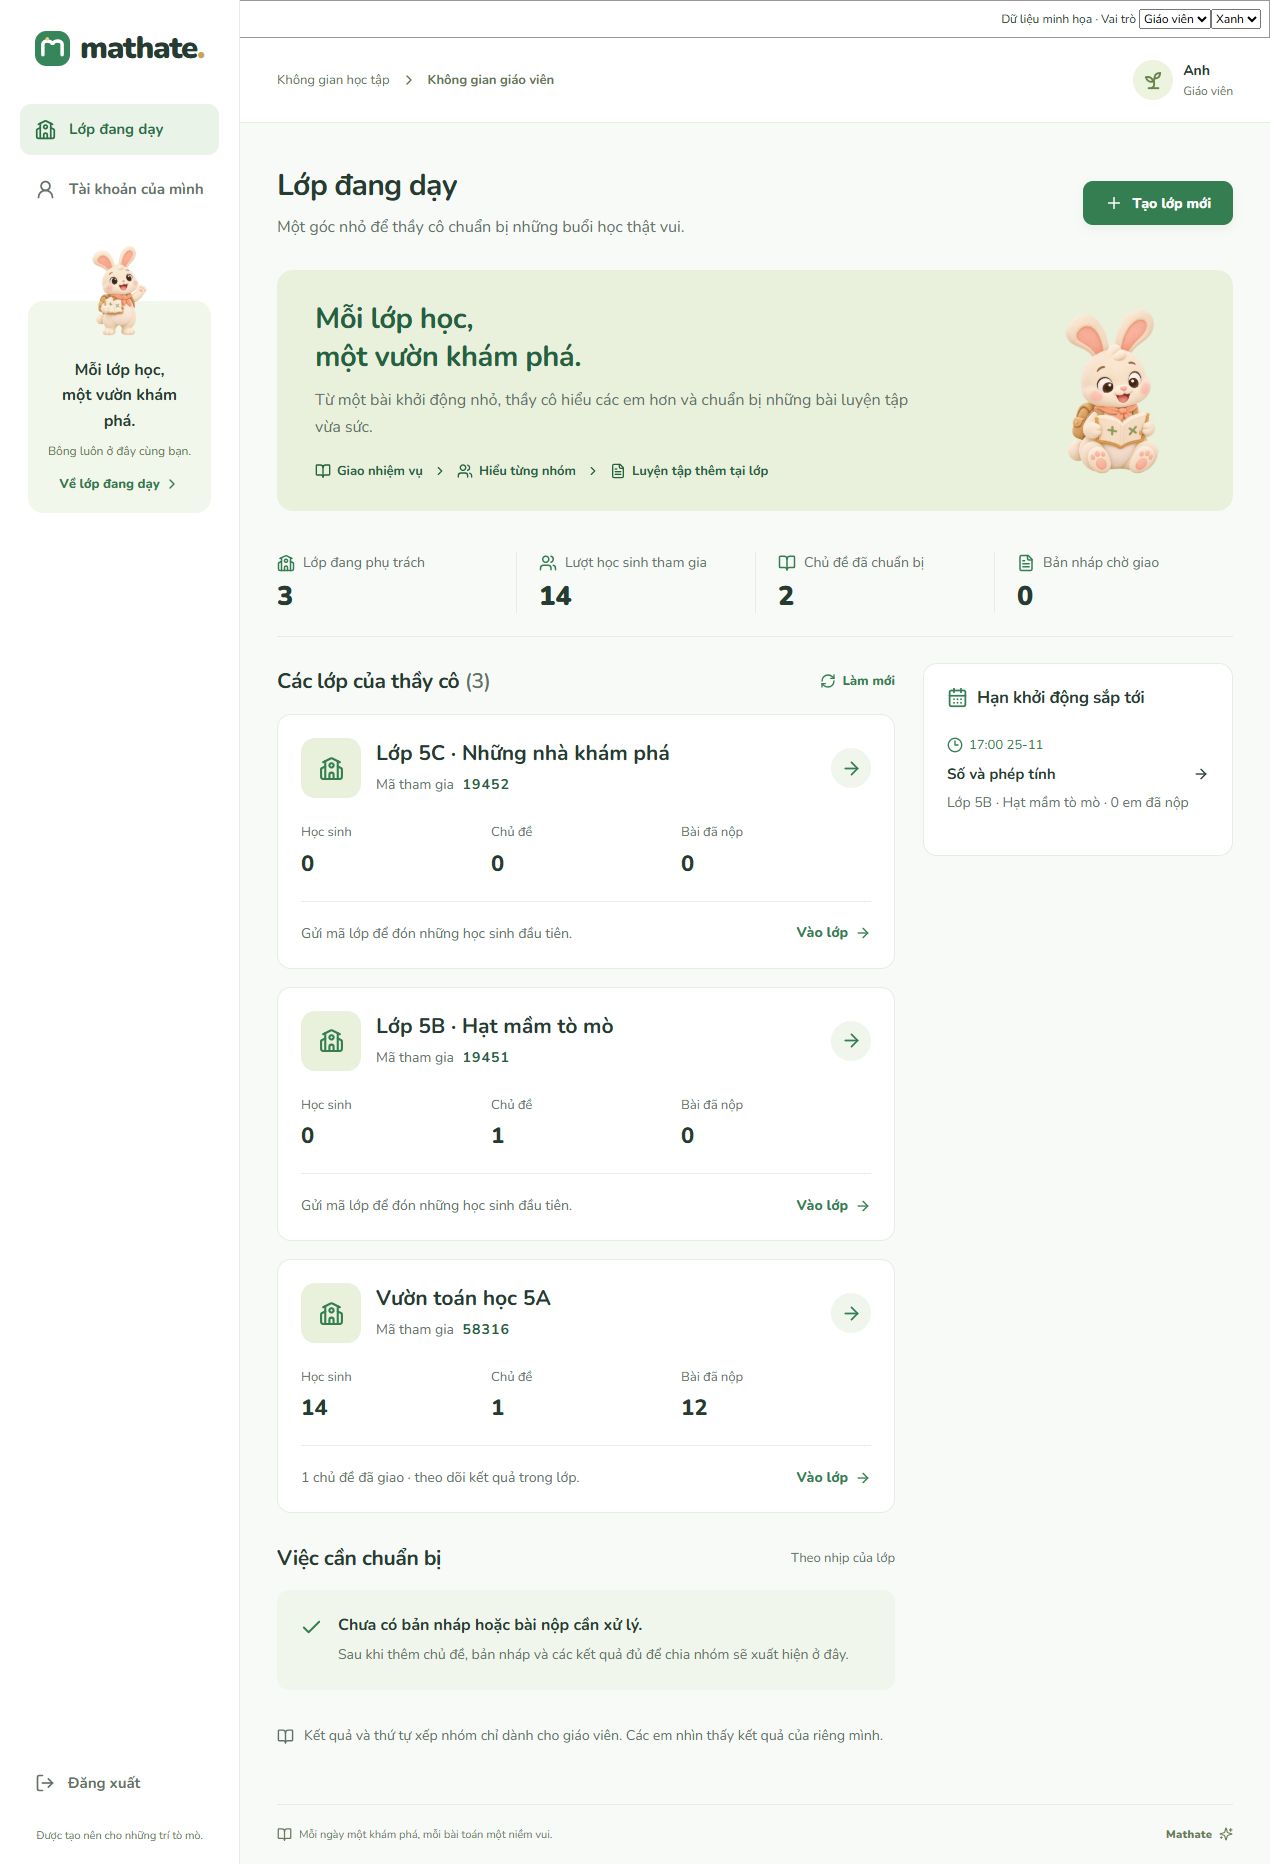 mathate.
Dữ liệu minh họa · Vai trò Giáo viên Xanh
Không gian học tập > Không gian giáo viên
Anh
Giáo viên
Lớp đang dạy
Tài khoản của mình
Mỗi lớp học,
một vườn khám
phá.
Bông luôn ở đây cùng bạn.
Về lớp đang dạy >
Lớp đang dạy
Một góc nhỏ để thầy cô chuẩn bị những buổi học thật vui.
+ Tạo lớp mới
Mỗi lớp học,
một vườn khám phá.
Từ một bài khởi động nhỏ, thầy cô hiểu các em hơn và chuẩn bị những bài luyện tập
vừa sức.
Giao nhiệm vụ > Hiểu từng nhóm > Luyện tập thêm tại lớp
Lớp đang phụ trách
3
Lượt học sinh tham gia
14
Chủ đề đã chuẩn bị
2
Bản nháp chờ giao
0
Các lớp của thầy cô (3)
Làm mới
Lớp 5C · Những nhà khám phá
Mã tham gia 19452
Học sinh
0
Chủ đề
0
Bài đã nộp
0
Gửi mã lớp để đón những học sinh đầu tiên.
Vào lớp →
Lớp 5B · Hạt mầm tò mò
Mã tham gia 19451
Học sinh
0
Chủ đề
1
Bài đã nộp
0
Gửi mã lớp để đón những học sinh đầu tiên.
Vào lớp →
Vườn toán học 5A
Mã tham gia 58316
Học sinh
14
Chủ đề
1
Bài đã nộp
12
1 chủ đề đã giao · theo dõi kết quả trong lớp.
Vào lớp →
Hạn khởi động sắp tới
17:00 25-11
Số và phép tính →
Lớp 5B · Hạt mầm tò mò · 0 em đã nộp
Việc cần chuẩn bị
Theo nhịp của lớp
Chưa có bản nháp hoặc bài nộp cần xử lý.
Sau khi thêm chủ đề, bản nháp và các kết quả đủ để chia nhóm sẽ xuất hiện ở đây.
Kết quả và thứ tự xếp nhóm chỉ dành cho giáo viên. Các em nhìn thấy kết quả của riêng mình.
Đăng xuất
Được tạo nên cho những trí tò mò.
Mỗi ngày một khám phá, mỗi bài toán một niềm vui.
Mathate